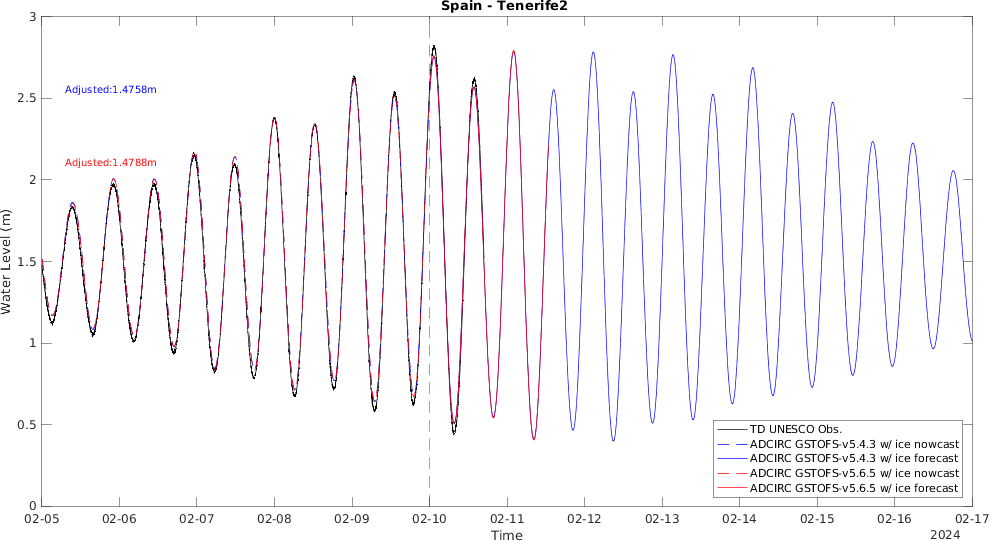 Spain - Tenerife2
3
2.5
2
1.5
1
0.5
0
Water Level (m)
Adjusted:1.4758m
Adjusted:1.4788m
TD UNESCO Obs.
ADCIRC GSTOFS-v5.4.3 w/ ice nowcast
ADCIRC GSTOFS-v5.4.3 w/ ice forecast
ADCIRC GSTOFS-v5.6.5 w/ ice nowcast
ADCIRC GSTOFS-v5.6.5 w/ ice forecast
02-05 02-06 02-07 02-08 02-09 02-10 02-11 02-12 02-13 02-14 02-15 02-16 02-17
Time
2024